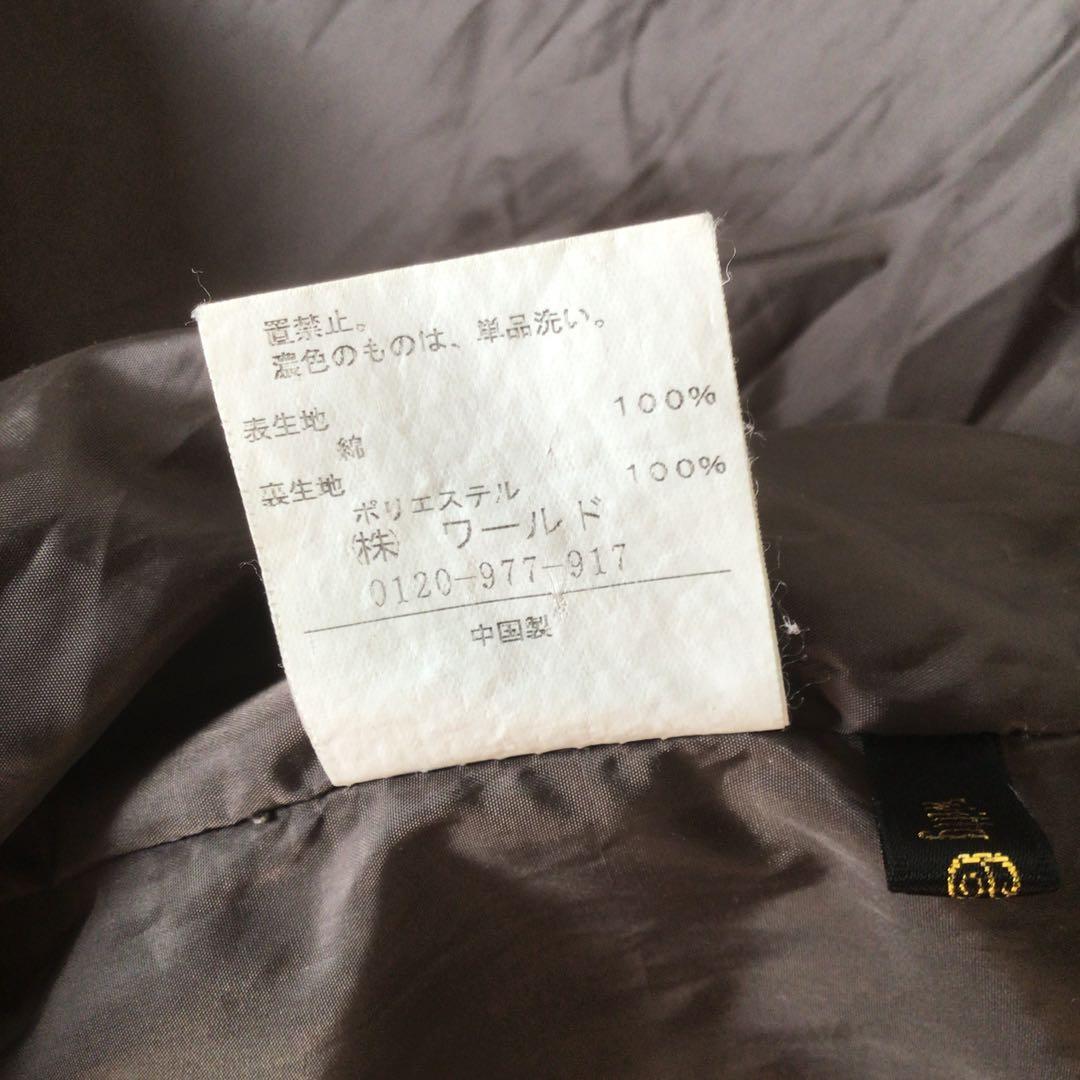 置禁止。
濃色のものは、単品洗い。
表生地 100%
綿
裏生地 100%
ポリエステル
(株) ワールド
0120-977-917
中国製